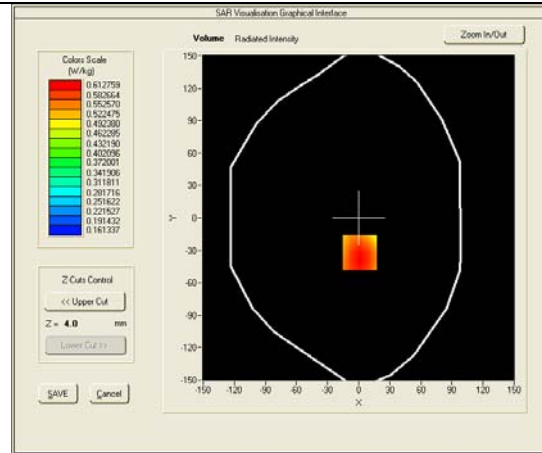 SAR Visualisation Graphical Interface
Volume Radiated Intensity
Zoom In/Out
Colors Scale
(W/kg)
0.612759
0.582664
0.552570
0.522475
0.492380
0.462285
0.432190
0.402096
0.372001
0.341906
0.311811
0.281716
0.251622
0.221527
0.191432
0.161337
Z Cuts Control
<< Upper Cut
Z = 4.0 mm
Lower Cut >>
SAVE Cancel
150
120
90
60
30
0
-30
-60
-90
-120
-150
Y
-150 -120 -90 -60 -30 0 30 60 90 120 150
X